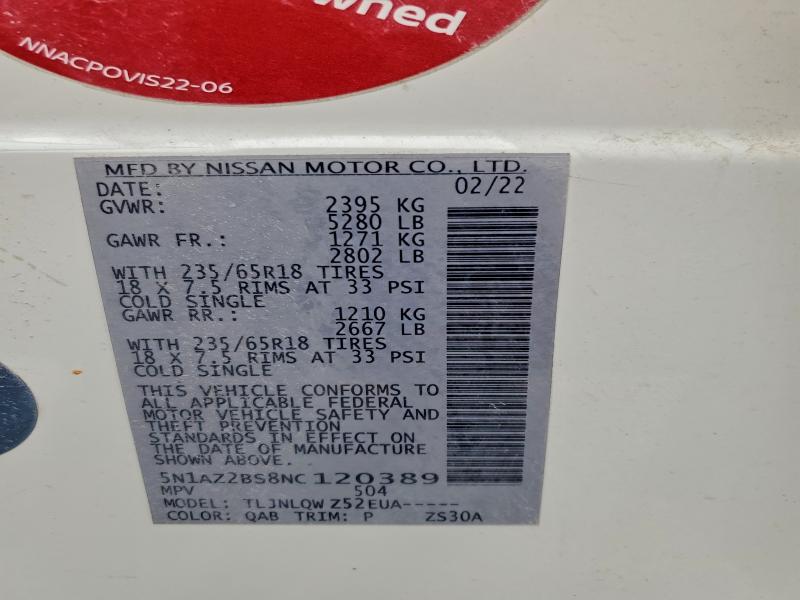 wned
NNACPOVIS22-06
MFD BY NISSAN MOTOR CO., LTD.
DATE: 02/22
GVWR: 2395 KG
5280 LB
GAWR FR.: 1271 KG
2802 LB
WITH 235/65R18 TIRES
18 X 7.5 RIMS AT 33 PSI
COLD SINGLE
GAWR RR.: 1210 KG
2667 LB
WITH 235/65R18 TIRES
18 X 7.5 RIMS AT 33 PSI
COLD SINGLE
THIS VEHICLE CONFORMS TO
ALL APPLICABLE FEDERAL
MOTOR VEHICLE SAFETY AND
THEFT PREVENTION
STANDARDS IN EFFECT ON
THE DATE OF MANUFACTURE
SHOWN ABOVE.
5N1AZ2BS8NC 120389
MPV 504
MODEL: TLJNLQW Z52EUA-----
COLOR: QAB TRIM: P ZS30A